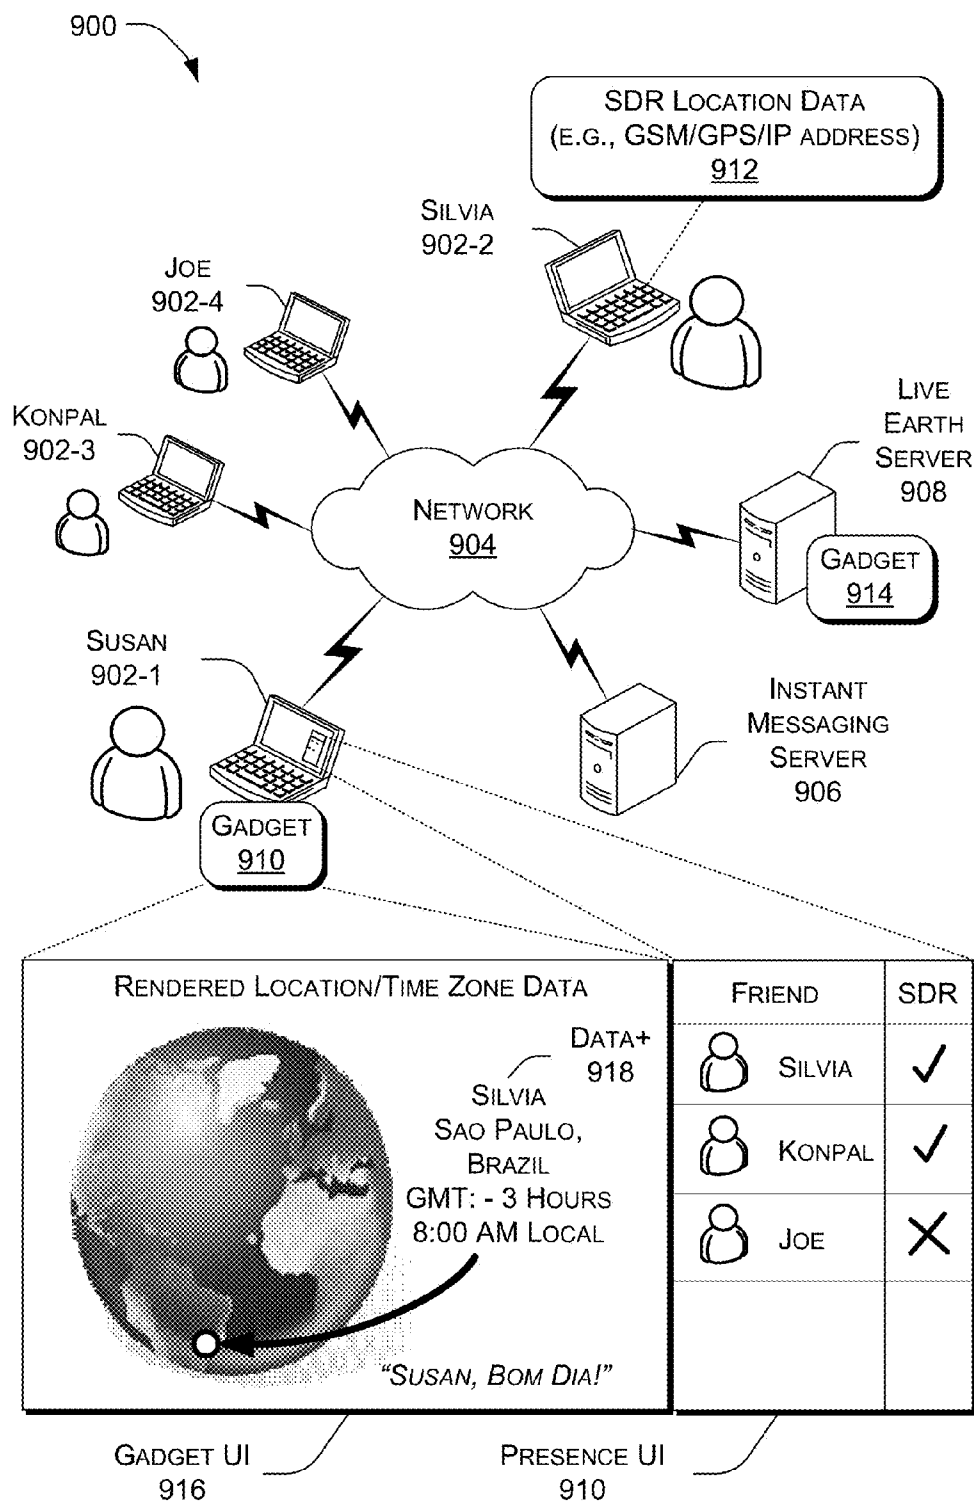 900
SDR LOCATION DATA
(E.G., GSM/GPS/IP ADDRESS)
912
SILVIA
902-2
JOE
902-4
KONPAL
902-3
LIVE
EARTH
SERVER
908
NETWORK
904
GADGET
914
SUSAN
902-1
INSTANT
MESSAGING
SERVER
906
GADGET
910
RENDERED LOCATION/TIME ZONE DATA
DATA+
918
SILVIA
SAO PAULO,
BRAZIL
GMT: - 3 HOURS
8:00 AM LOCAL
"SUSAN, BOM DIA!"
FRIEND SDR
SILVIA
KONPAL
JOE
GADGET UI
916
PRESENCE UI
910